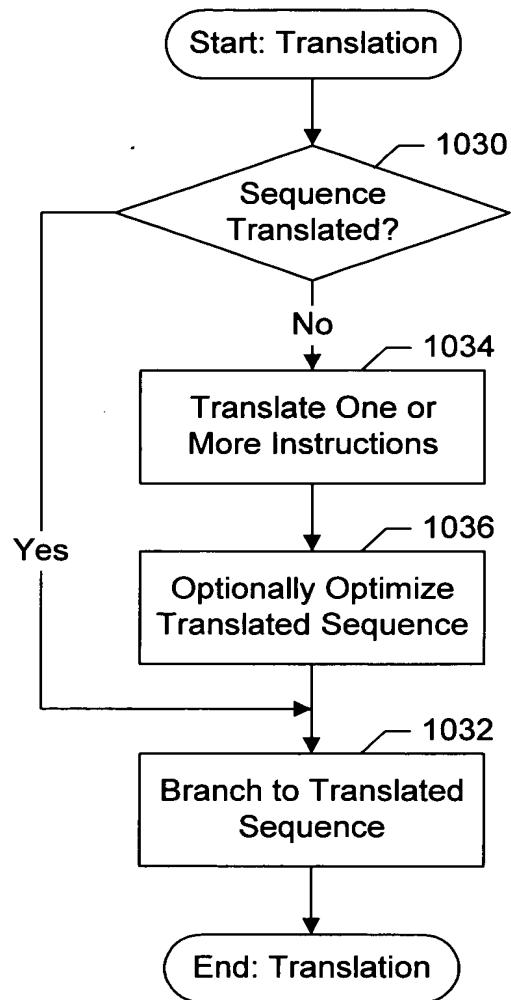 Start: Translation
1030
Sequence
Translated?
No
1034
Translate One or
More Instructions
1036
Yes
Optionally Optimize
Translated Sequence
1032
Branch to Translated
Sequence
End: Translation